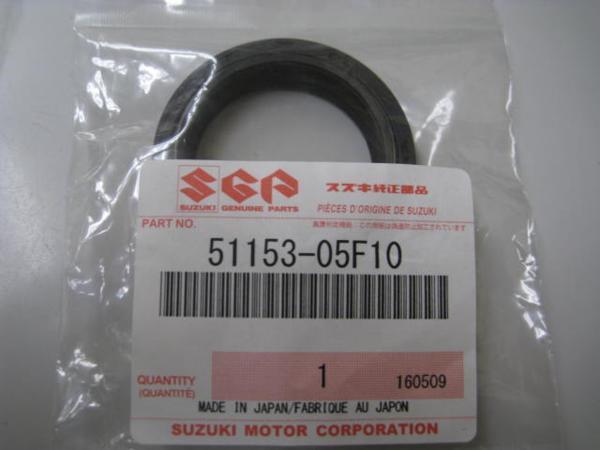 SGP スズキ純正部品
SUZUKI GENUINE PARTS PIÈCES D'ORIGINE DE SUZUKI
PART NO.
51153-05F10
QUANTITY 1 160509
(QUANTITÉ)
MADE IN JAPAN/FABRIQUE AU JAPON
SUZUKI MOTOR CORPORATION